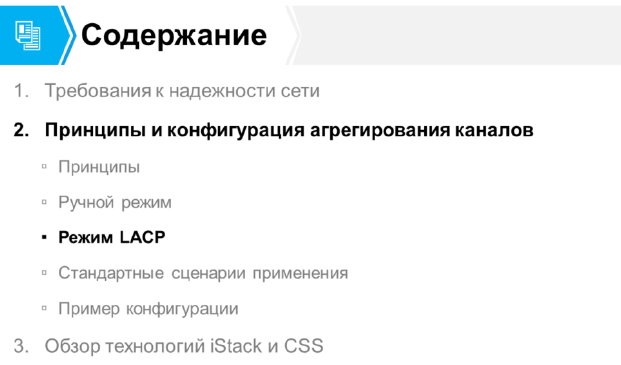 Содержание
1. Требования к надежности сети
2. Принципы и конфигурация агрегирования каналов
▫ Принципы
▫ Ручной режим
▪ Режим LACP
▫ Стандартные сценарии применения
▫ Пример конфигурации
3. Обзор технологий iStack и CSS